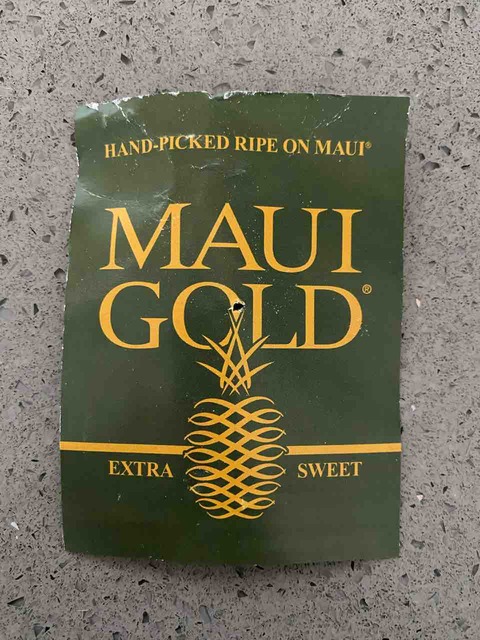 HAND-PICKED RIPE ON MAUI®
MAUI
GOLD®
EXTRA SWEET